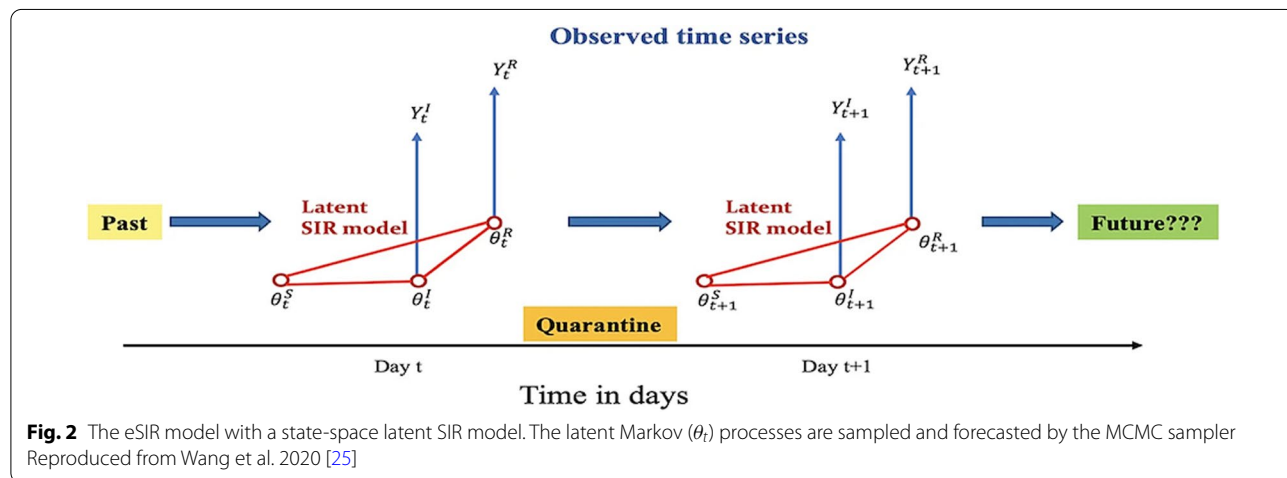 Observed time series
Y_t^R
Y_{t+1}^R
Y_t^I
Y_{t+1}^I
Past
Latent
SIR model
Latent
SIR model
Future???
θ_t^R
θ_{t+1}^R
θ_t^S
θ_t^I
θ_{t+1}^S
θ_{t+1}^I
Quarantine
Day t
Day t+1
Time in days
Fig. 2 The eSIR model with a state-space latent SIR model. The latent Markov (θ_t) processes are sampled and forecasted by the MCMC sampler
Reproduced from Wang et al. 2020 [25]